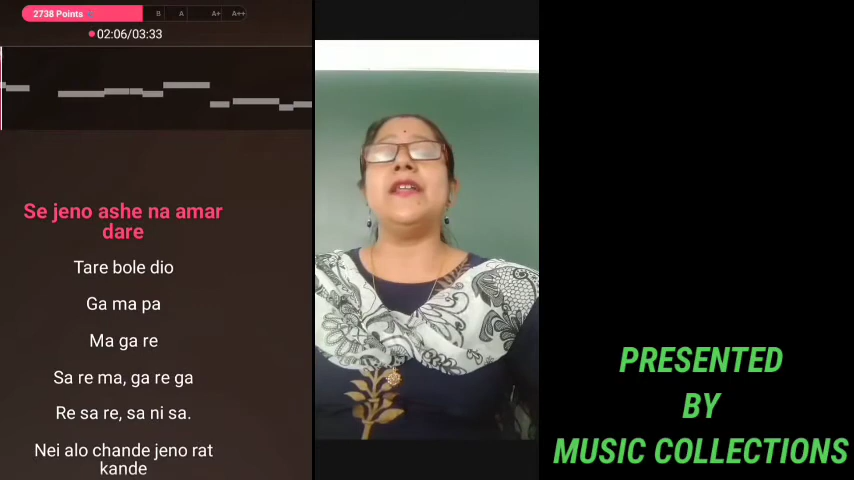 2738 Points
B A A+ A++
02:06/03:33
Se jeno ashe na amar
dare
Tare bole dio
Ga ma pa
Ma ga re
Sa re ma, ga re ga
Re sa re, sa ni sa.
Nei alo chande jeno rat
kande
PRESENTED
BY
MUSIC COLLECTIONS